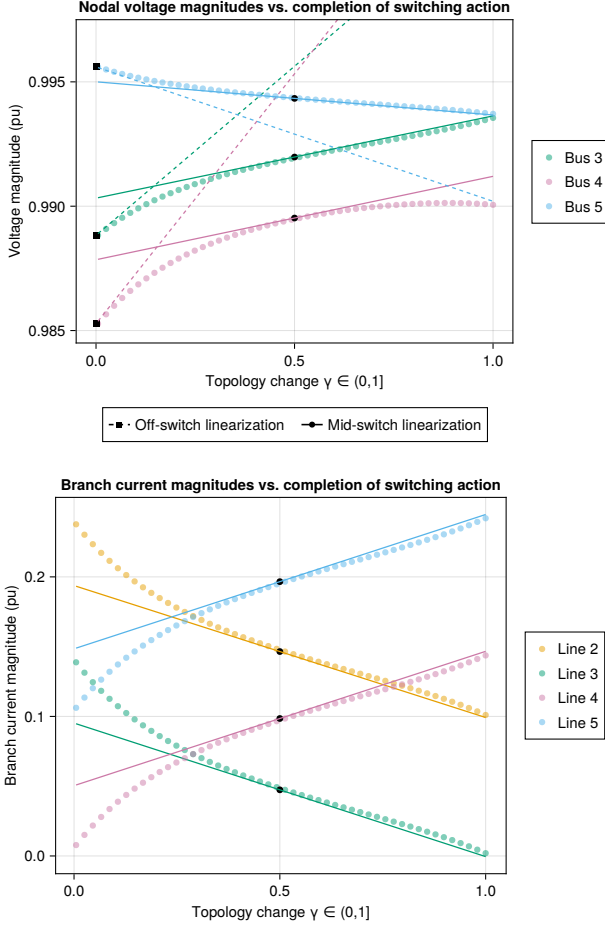 Nodal voltage magnitudes vs. completion of switching action
Voltage magnitude (pu)
0.995
0.990
0.985
0.0 0.5 1.0
Topology change γ ∈ (0,1]
Bus 3
Bus 4
Bus 5
Off-switch linearization Mid-switch linearization
Branch current magnitudes vs. completion of switching action
Branch current magnitude (pu)
0.2
0.1
0.0
0.0 0.5 1.0
Topology change γ ∈ (0,1]
Line 2
Line 3
Line 4
Line 5